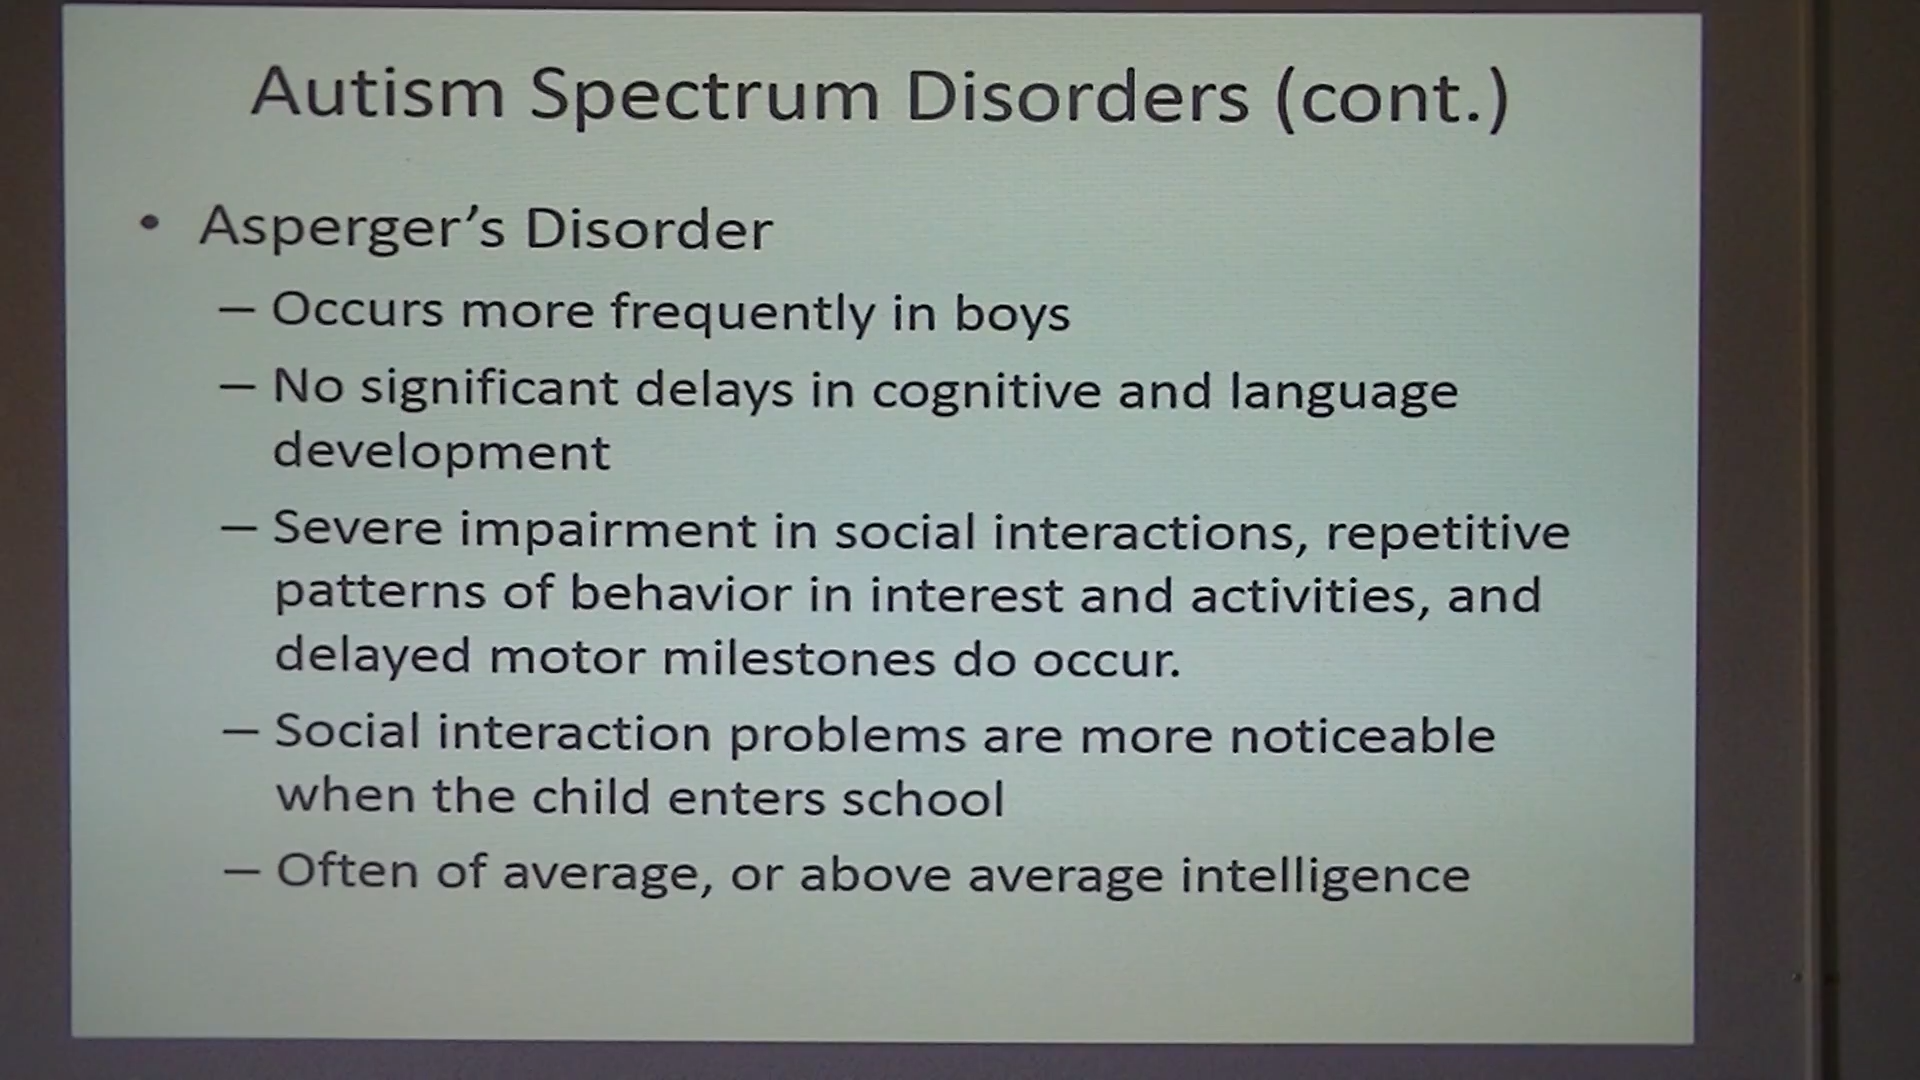 Autism Spectrum Disorders (cont.)
• Asperger's Disorder
– Occurs more frequently in boys
– No significant delays in cognitive and language
development
– Severe impairment in social interactions, repetitive
patterns of behavior in interest and activities, and
delayed motor milestones do occur.
– Social interaction problems are more noticeable
when the child enters school
– Often of average, or above average intelligence